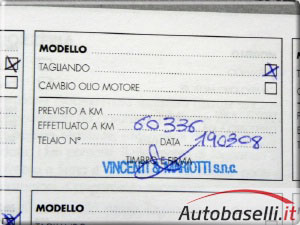 MODELLO
TAGLIANDO
CAMBIO OLIO MOTORE
PREVISTO A KM
EFFETTUATO A KM 60336
TELAIO N° DATA 190308
TIMBRO E FIRMA
VINCENTI & MARIOTTI s.n.c.
MODELLO
TAGLIANDO
Autobaselli.it